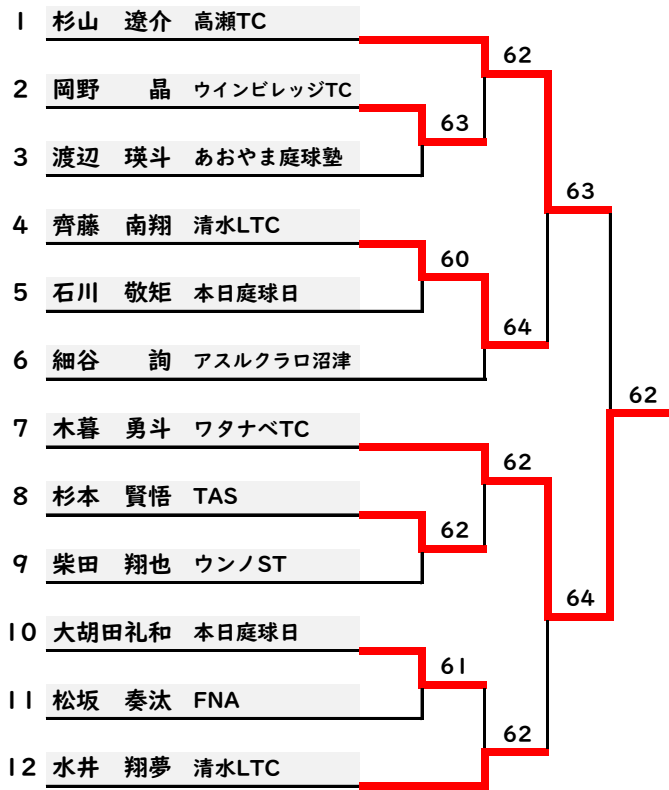 1 杉山 遼介 高瀬TC
62
2 岡野 晶 ウインビレッジTC
63
3 渡辺 瑛斗 あおやま庭球塾
63
4 齊藤 南翔 清水LTC
60
5 石川 敬矩 本日庭球日
64
6 細谷 詢 アスルクラロ沼津
62
7 木暮 勇斗 ワタナベTC
62
8 杉本 賢悟 TAS
62
9 柴田 翔也 ウンノST
64
10 大胡田礼和 本日庭球日
61
11 松坂 奏汰 FNA
62
12 水井 翔夢 清水LTC